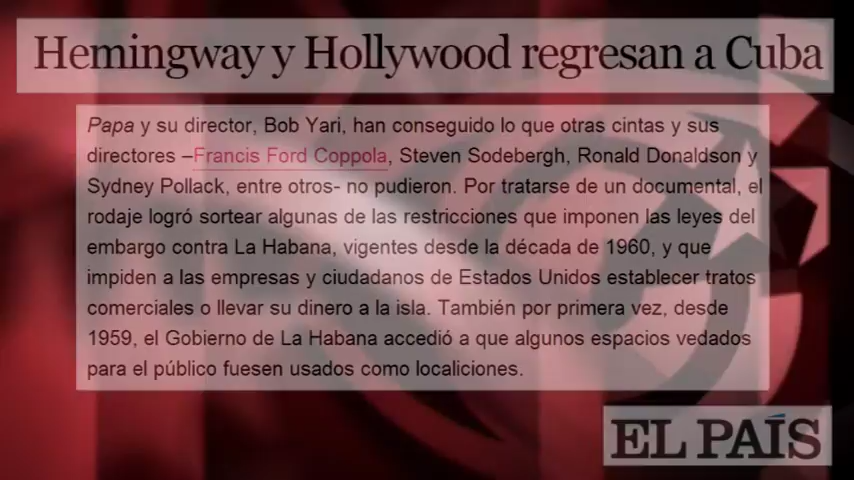 Hemingway y Hollywood regresan a Cuba
Papa y su director, Bob Yari, han conseguido lo que otras cintas y sus
directores –Francis Ford Coppola, Steven Sodebergh, Ronald Donaldson y
Sydney Pollack, entre otros- no pudieron. Por tratarse de un documental, el
rodaje logró sortear algunas de las restricciones que imponen las leyes del
embargo contra La Habana, vigentes desde la década de 1960, y que
impiden a las empresas y ciudadanos de Estados Unidos establecer tratos
comerciales o llevar su dinero a la isla. También por primera vez, desde
1959, el Gobierno de La Habana accedió a que algunos espacios vedados
para el público fuesen usados como localiciones.
EL PAÍS